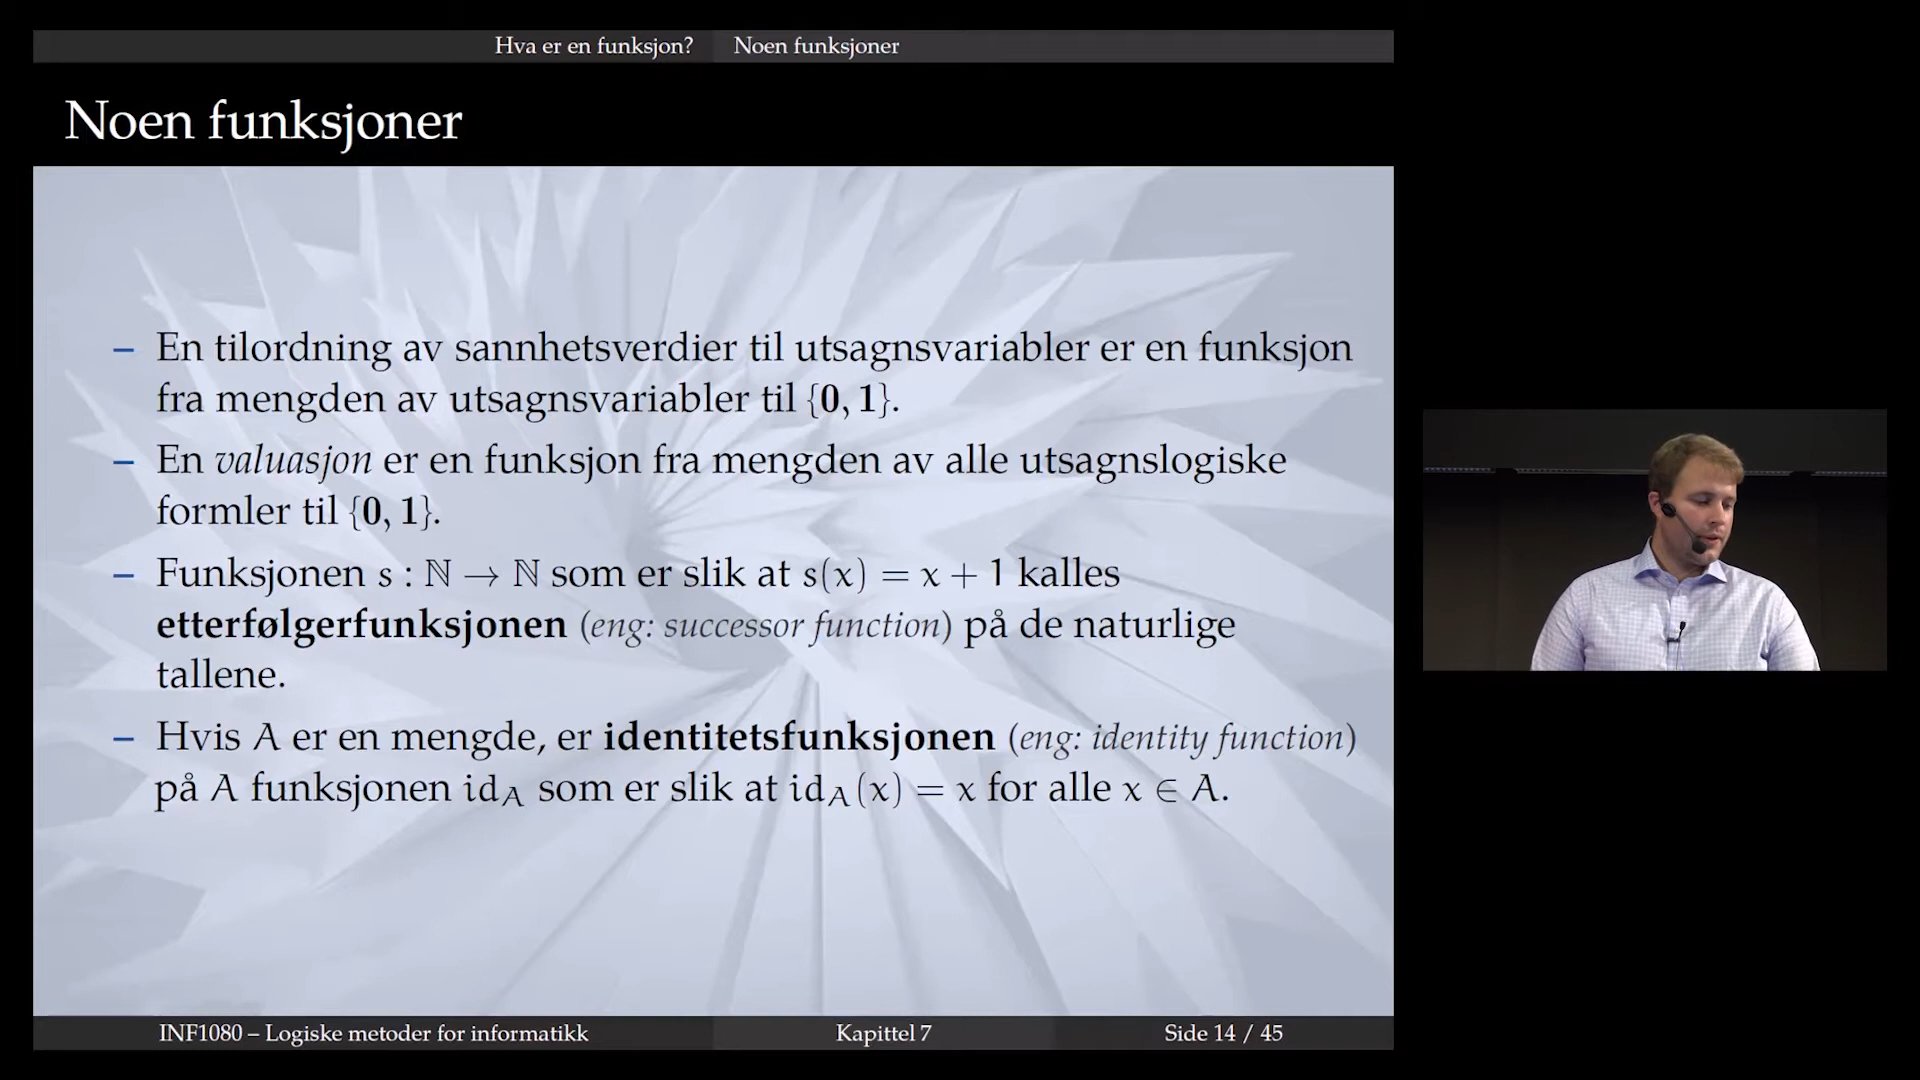 Hva er en funksjon? Noen funksjoner
Noen funksjoner
– En tilordning av sannhetsverdier til utsagnsvariabler er en funksjon
fra mengden av utsagnsvariabler til {0, 1}.
– En valuasjon er en funksjon fra mengden av alle utsagnslogiske
formler til {0, 1}.
– Funksjonen s : ℕ → ℕ som er slik at s(x) = x + 1 kalles
etterfølgerfunksjonen (eng: successor function) på de naturlige
tallene.
– Hvis A er en mengde, er identitetsfunksjonen (eng: identity function)
på A funksjonen id_A som er slik at id_A(x) = x for alle x ∈ A.
INF1080 – Logiske metoder for informatikk Kapittel 7 Side 14 / 45